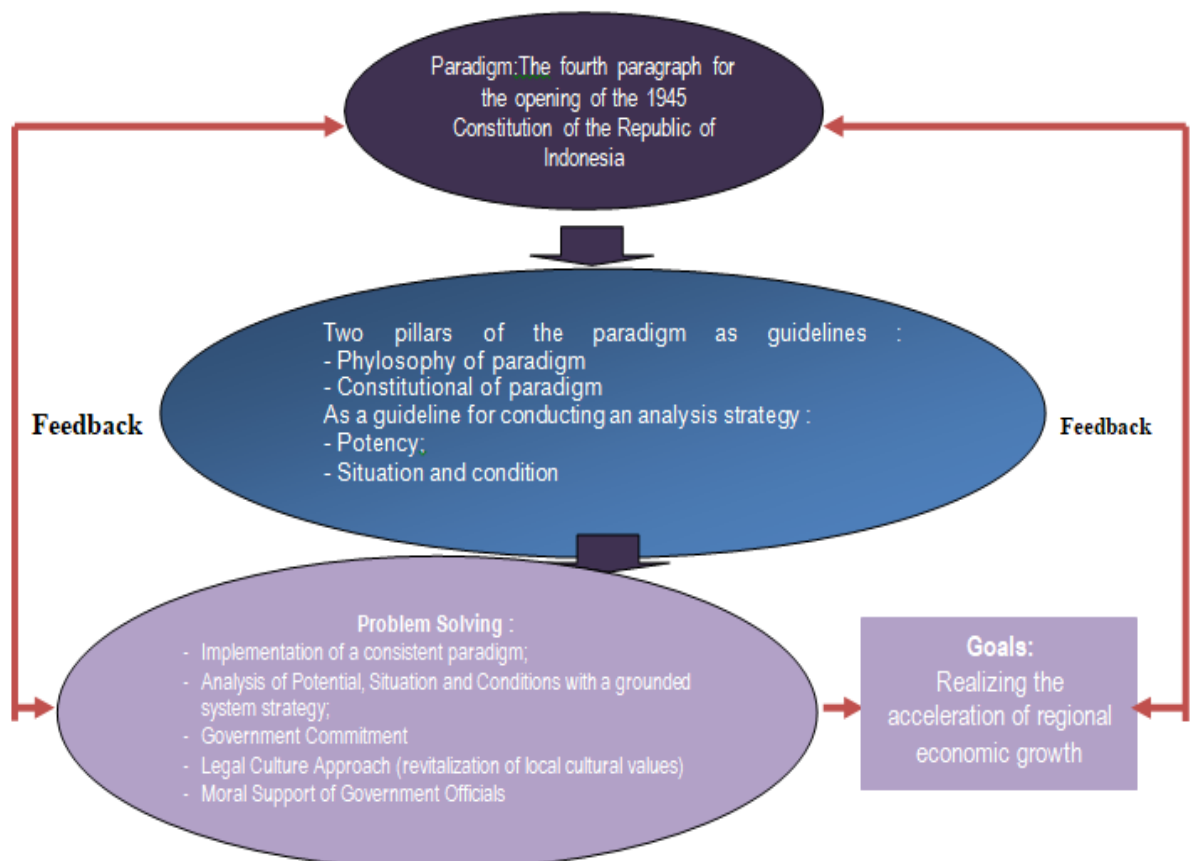 Paradigm:The fourth paragraph for
the opening of the 1945
Constitution of the Republic of
Indonesia
Two pillars of the paradigm as guidelines :
- Phylosophy of paradigm
- Constitutional of paradigm
As a guideline for conducting an analysis strategy :
- Potency;
- Situation and condition
Feedback
Feedback
Problem Solving :
- Implementation of a consistent paradigm;
- Analysis of Potential, Situation and Conditions with a grounded
system strategy;
- Government Commitment
- Legal Culture Approach (revitalization of local cultural values)
- Moral Support of Government Officials
Goals:
Realizing the
acceleration of regional
economic growth